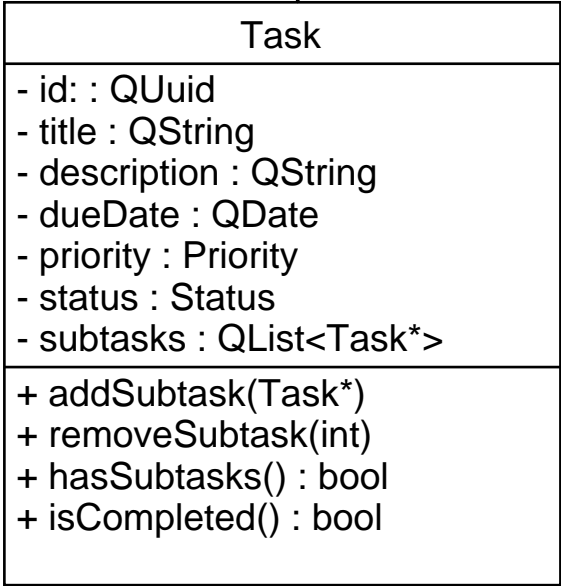 Task
- id: : QUuid
- title : QString
- description : QString
- dueDate : QDate
- priority : Priority
- status : Status
- subtasks : QList<Task*>
+ addSubtask(Task*)
+ removeSubtask(int)
+ hasSubtasks() : bool
+ isCompleted() : bool